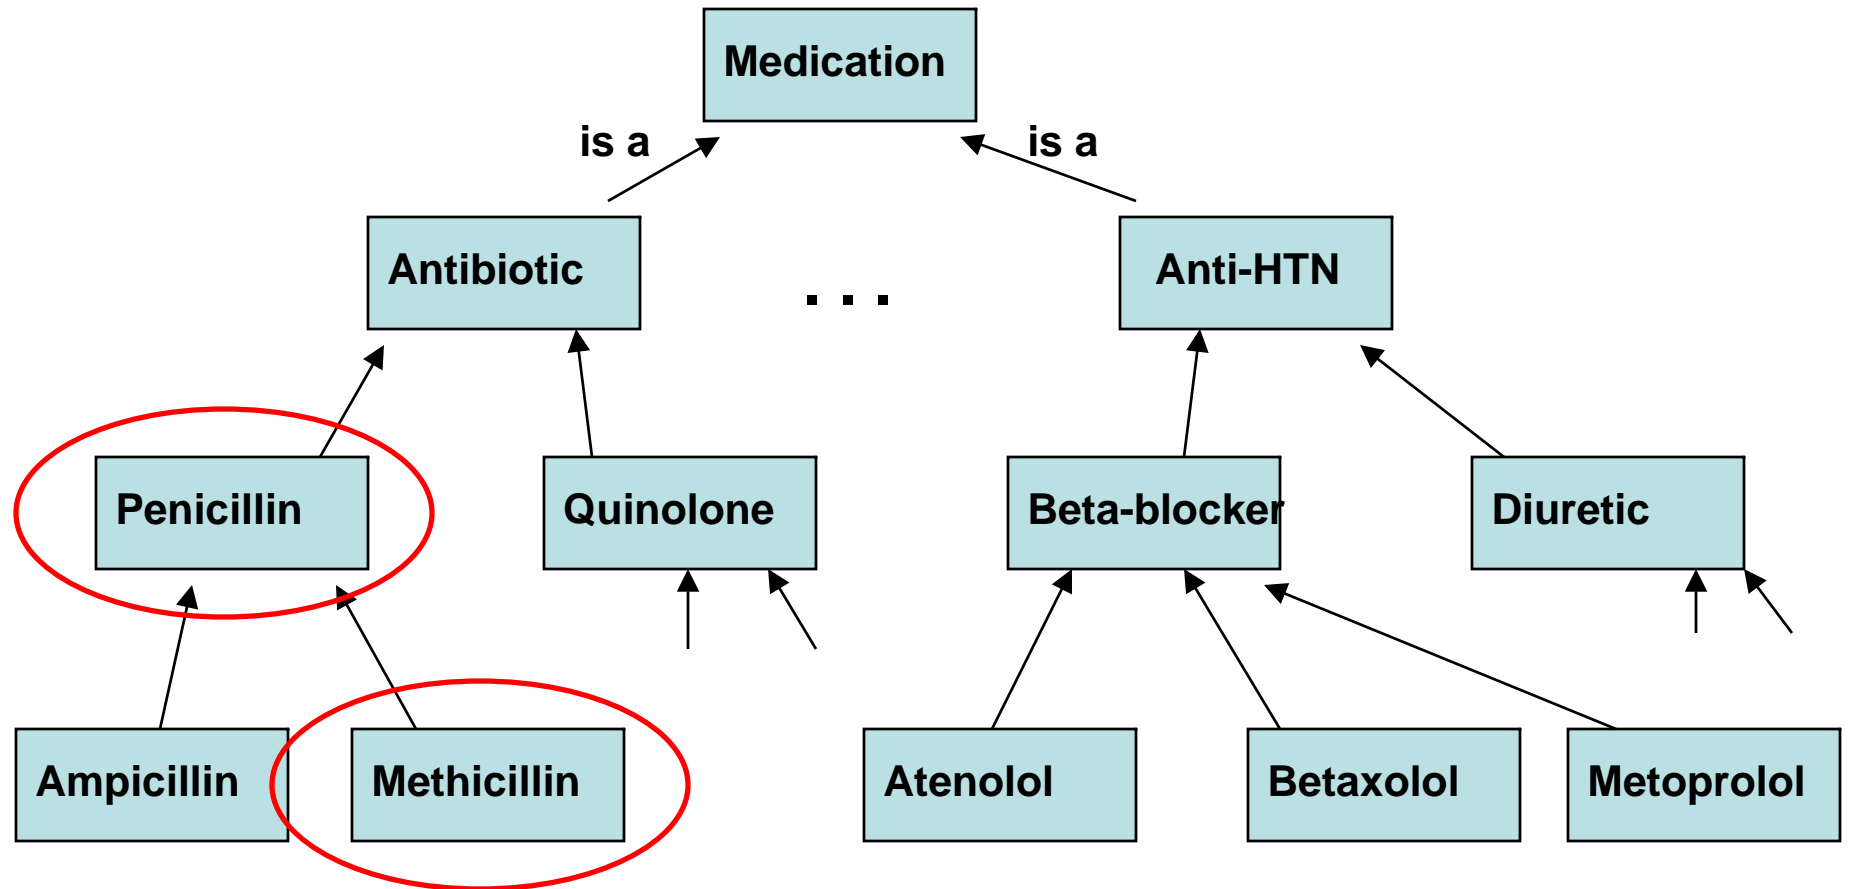 Medication
is a
is a
Antibiotic
. . .
Anti-HTN
Penicillin
Quinolone
Beta-blocker
Diuretic
Ampicillin
Methicillin
Atenolol
Betaxolol
Metoprolol